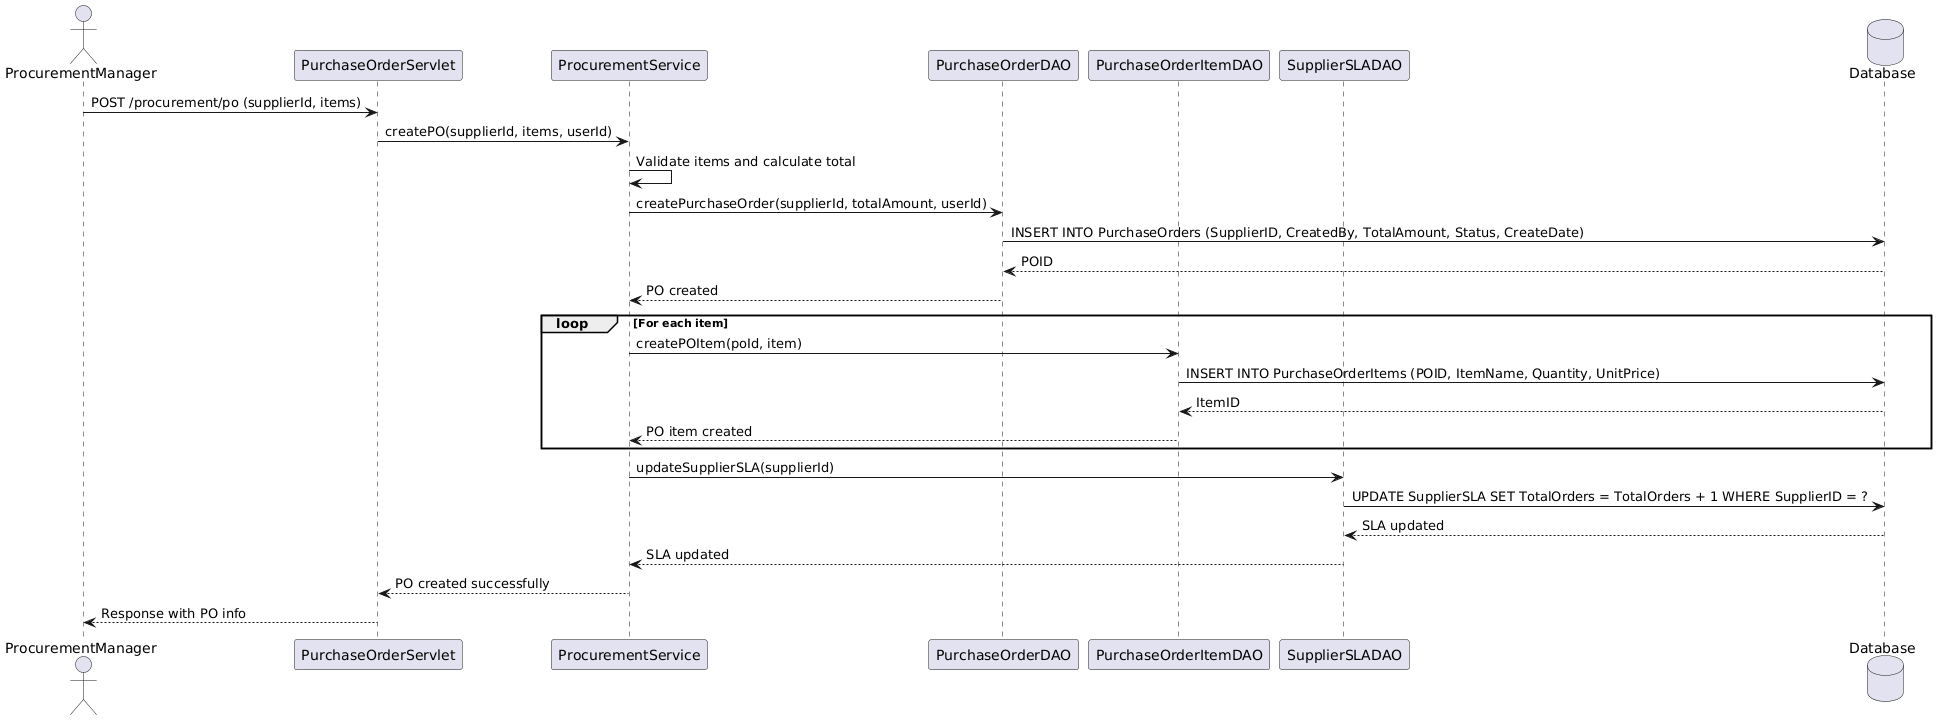 ProcurementManager
PurchaseOrderServlet
ProcurementService
PurchaseOrderDAO
PurchaseOrderItemDAO
SupplierSLADAO
Database
POST /procurement/po (supplierId, items)
createPO(supplierId, items, userId)
Validate items and calculate total
createPurchaseOrder(supplierId, totalAmount, userId)
INSERT INTO PurchaseOrders (SupplierID, CreatedBy, TotalAmount, Status, CreateDate)
POID
PO created
loop [For each item]
createPOItem(poId, item)
INSERT INTO PurchaseOrderItems (POID, ItemName, Quantity, UnitPrice)
ItemID
PO item created
updateSupplierSLA(supplierId)
UPDATE SupplierSLA SET TotalOrders = TotalOrders + 1 WHERE SupplierID = ?
SLA updated
SLA updated
PO created successfully
Response with PO info
ProcurementManager
PurchaseOrderServlet
ProcurementService
PurchaseOrderDAO
PurchaseOrderItemDAO
SupplierSLADAO
Database